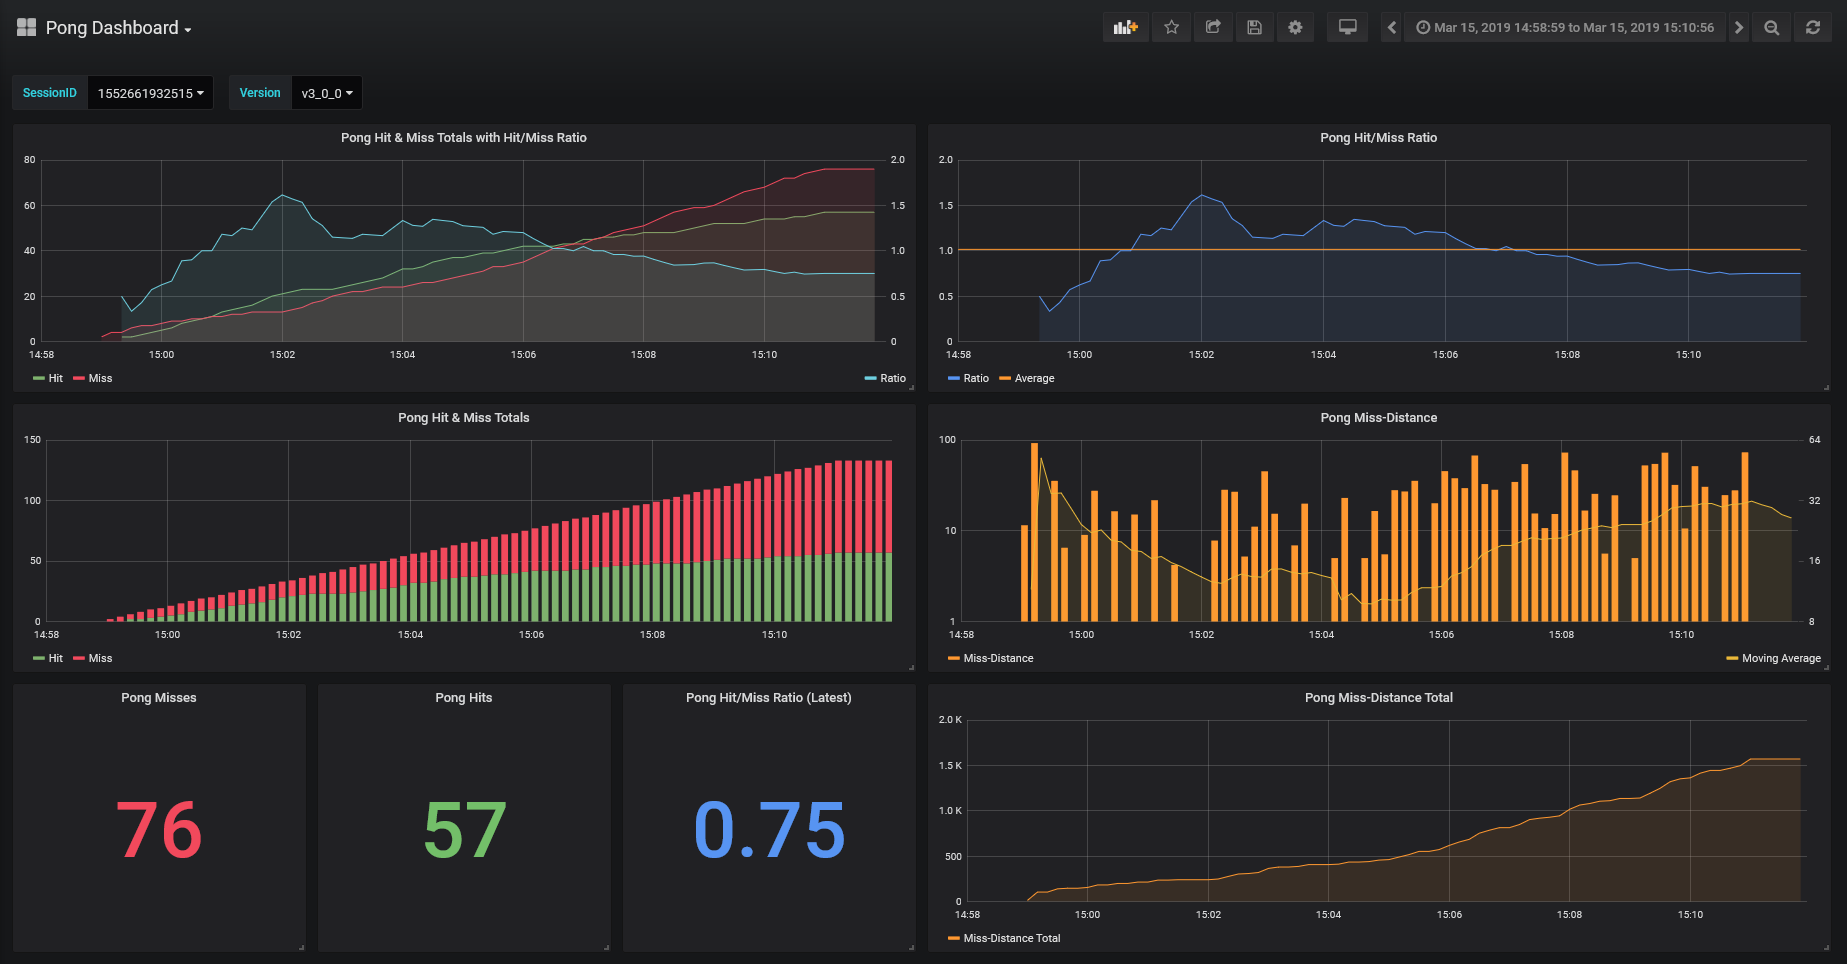 Pong Dashboard
Mar 15, 2019 14:58:59 to Mar 15, 2019 15:10:56
SessionID 1552661932515 Version v3_0_0
Pong Hit & Miss Totals with Hit/Miss Ratio
80 2.0
60 1.5
40 1.0
20 0.5
0 0
14:58 15:00 15:02 15:04 15:06 15:08 15:10
Hit Miss Ratio
Pong Hit/Miss Ratio
2.0
1.5
1.0
0.5
0
14:58 15:00 15:02 15:04 15:06 15:08 15:10
Ratio Average
Pong Hit & Miss Totals
150
100
50
0
14:58 15:00 15:02 15:04 15:06 15:08 15:10
Hit Miss
Pong Miss-Distance
100 64
32
10
16
1 8
14:58 15:00 15:02 15:04 15:06 15:08 15:10
Miss-Distance Moving Average
Pong Misses
76
Pong Hits
57
Pong Hit/Miss Ratio (Latest)
0.75
Pong Miss-Distance Total
2.0 K
1.5 K
1.0 K
500
0
14:58 15:00 15:02 15:04 15:06 15:08 15:10
Miss-Distance Total